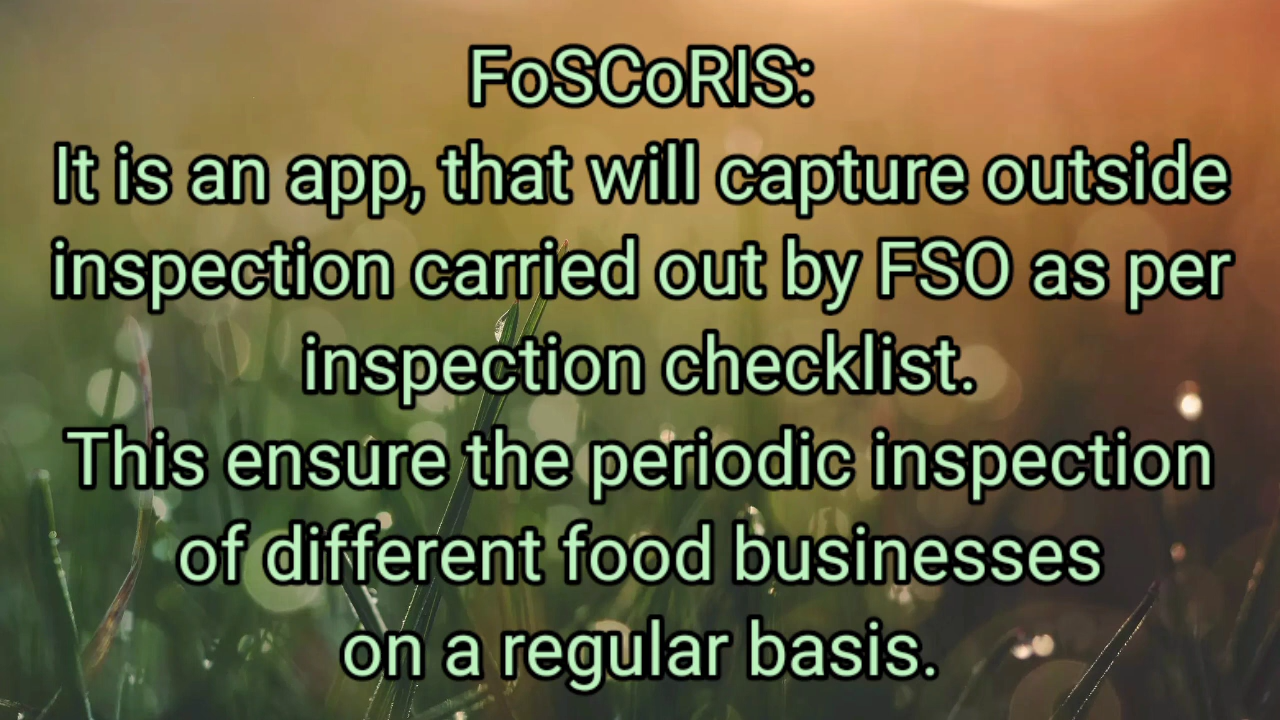 FoSCoRIS:
It is an app, that will capture outside
inspection carried out by FSO as per
inspection checklist.
This ensure the periodic inspection
of different food businesses
on a regular basis.